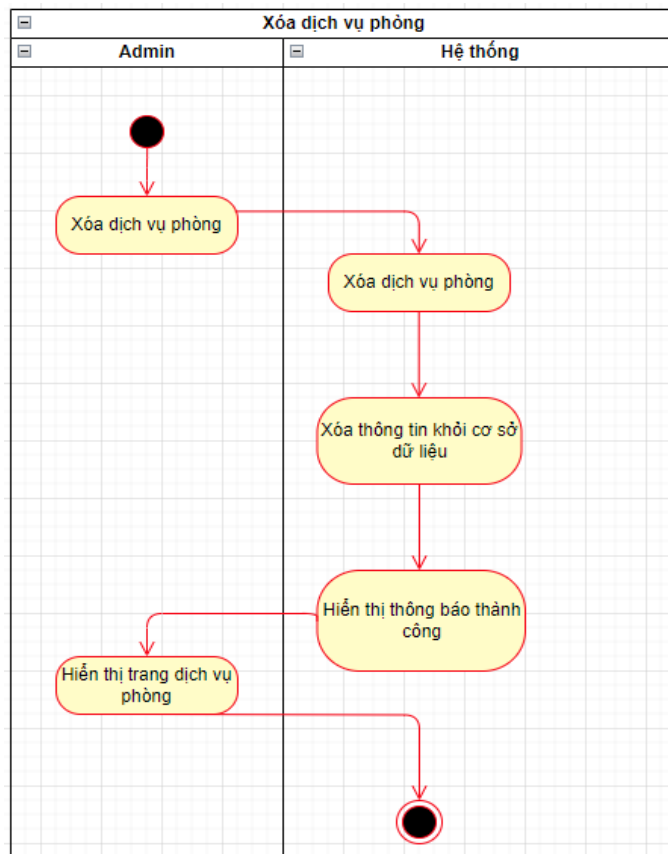 Xóa dịch vụ phòng
Admin
Hệ thống
Xóa dịch vụ phòng
Xóa dịch vụ phòng
Xóa thông tin khỏi cơ sở
dữ liệu
Hiển thị thông báo thành
công
Hiển thị trang dịch vụ
phòng